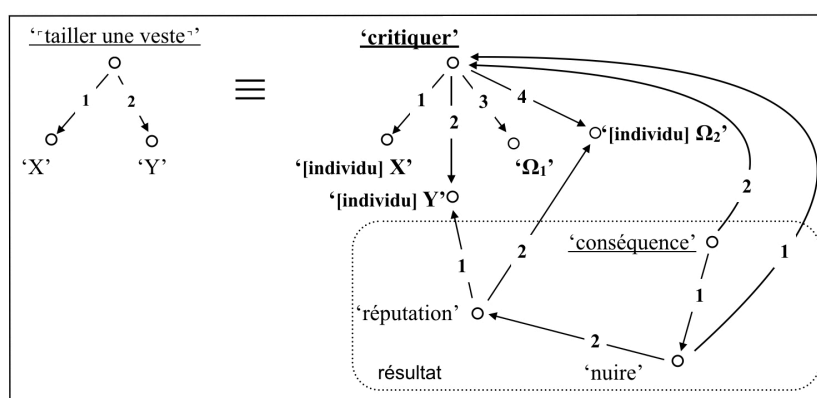 ‘⌜tailler une veste⌝’
‘critiquer’
≡
1
2
1
2
3
4
‘X’
‘Y’
‘[individu] X’
‘Ω₁’
‘[individu] Ω₂’
‘[individu] Y’
2
‘conséquence’
1
2
1
1
‘réputation’
2
résultat
‘nuire’